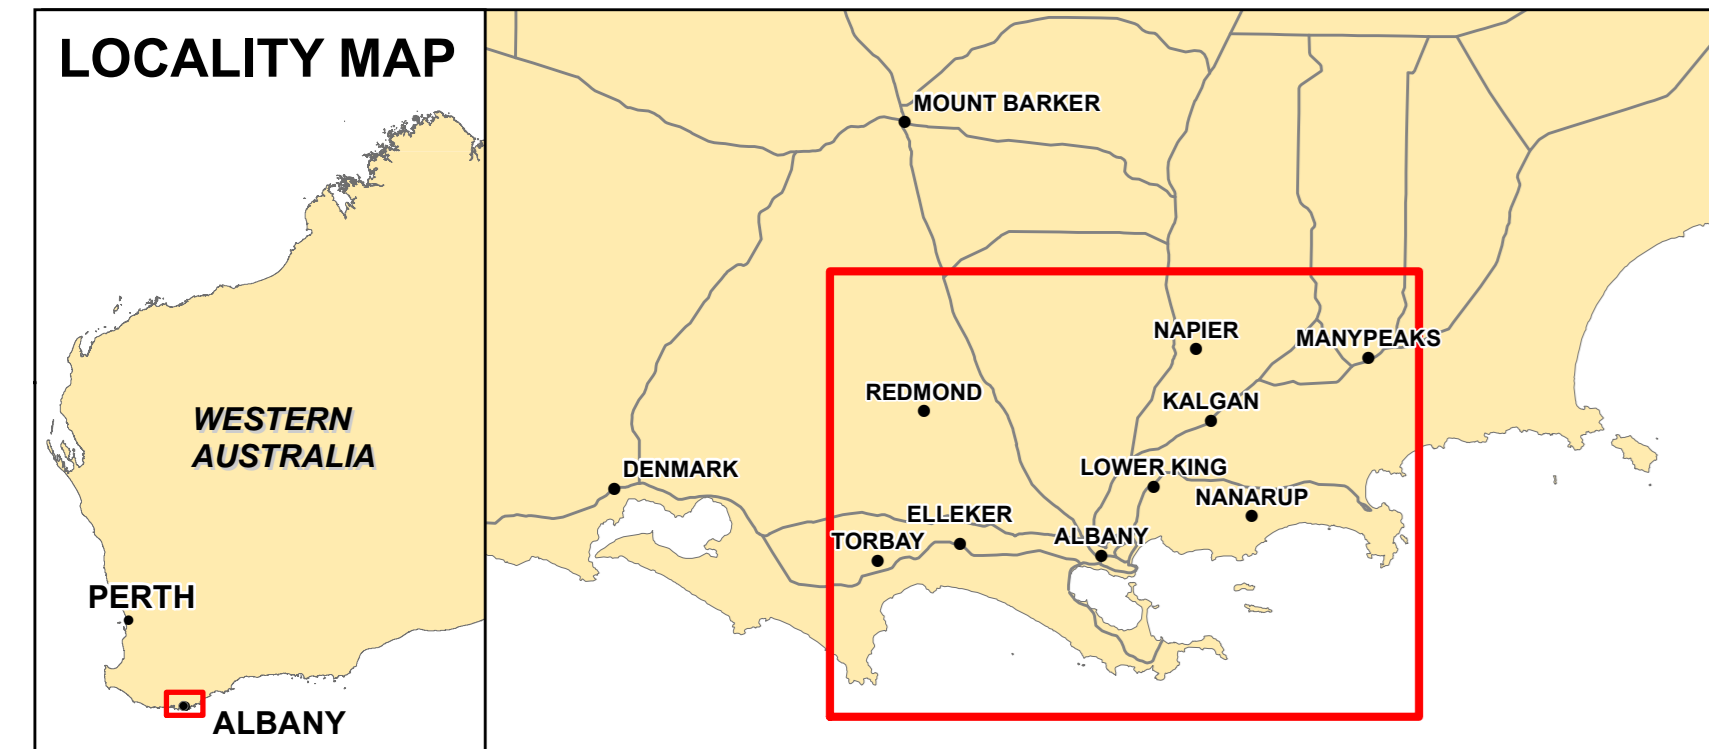 LOCALITY MAP
WESTERN
AUSTRALIA
PERTH
ALBANY
MOUNT BARKER
NAPIER
MANYPEAKS
REDMOND
KALGAN
DENMARK
LOWER KING
NANARUP
ELLEKER
TORBAY
ALBANY